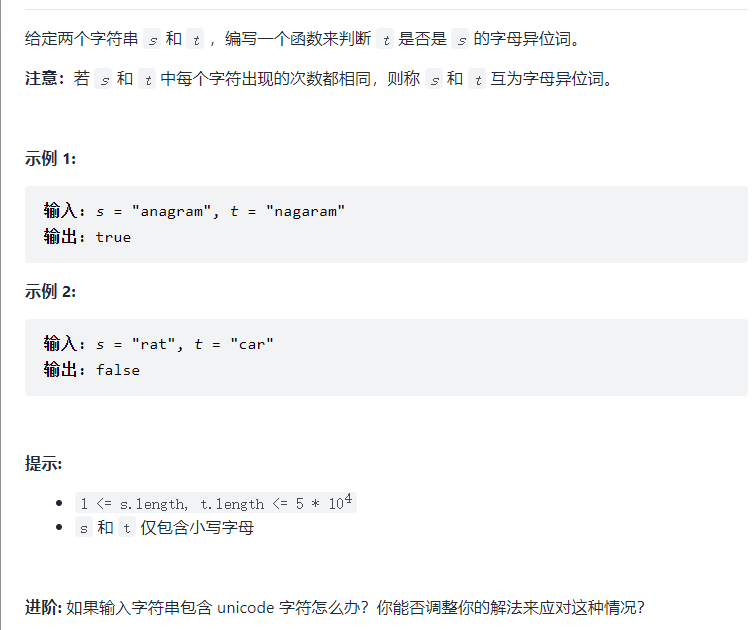 给定两个字符串 s 和 t ，编写一个函数来判断 t 是否是 s 的字母异位词。
注意：若 s 和 t 中每个字符出现的次数都相同，则称 s 和 t 互为字母异位词。
示例 1:
输入: s = "anagram", t = "nagaram"
输出: true
示例 2:
输入: s = "rat", t = "car"
输出: false
提示:
1 <= s.length, t.length <= 5 * 10⁴
s 和 t 仅包含小写字母
进阶: 如果输入字符串包含 unicode 字符怎么办？你能否调整你的解法来应对这种情况？